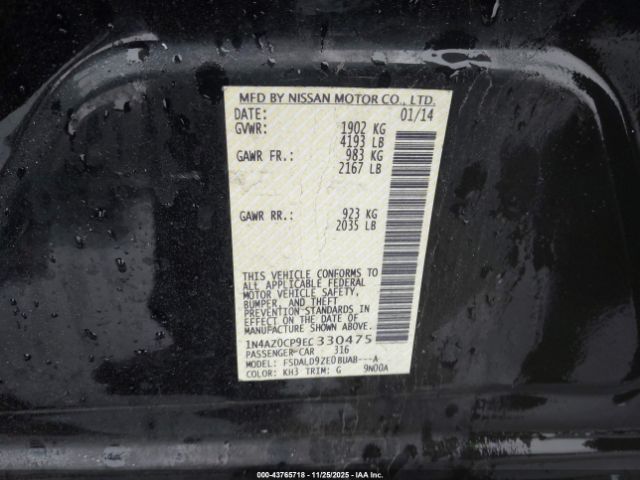 MFD BY NISSAN MOTOR CO., LTD.
DATE: 01/14
GVWR: 1902 KG
4193 LB
GAWR FR.: 983 KG
2167 LB
GAWR RR.: 923 KG
2035 LB
THIS VEHICLE CONFORMS TO
ALL APPLICABLE FEDERAL
MOTOR VEHICLE SAFETY,
BUMPER, AND THEFT
PREVENTION STANDARDS
IN EFFECT ON THE DATE OF
MANUFACTURE SHOWN ABOVE.
1N4AZ0CP9EC330475
PASSENGER-CAR 316
MODEL: FSDALD9ZE0BUAB---A
COLOR: KH3 TRIM: G 9N00A
000-43765718 - 11/25/2025 - IAA, Inc.